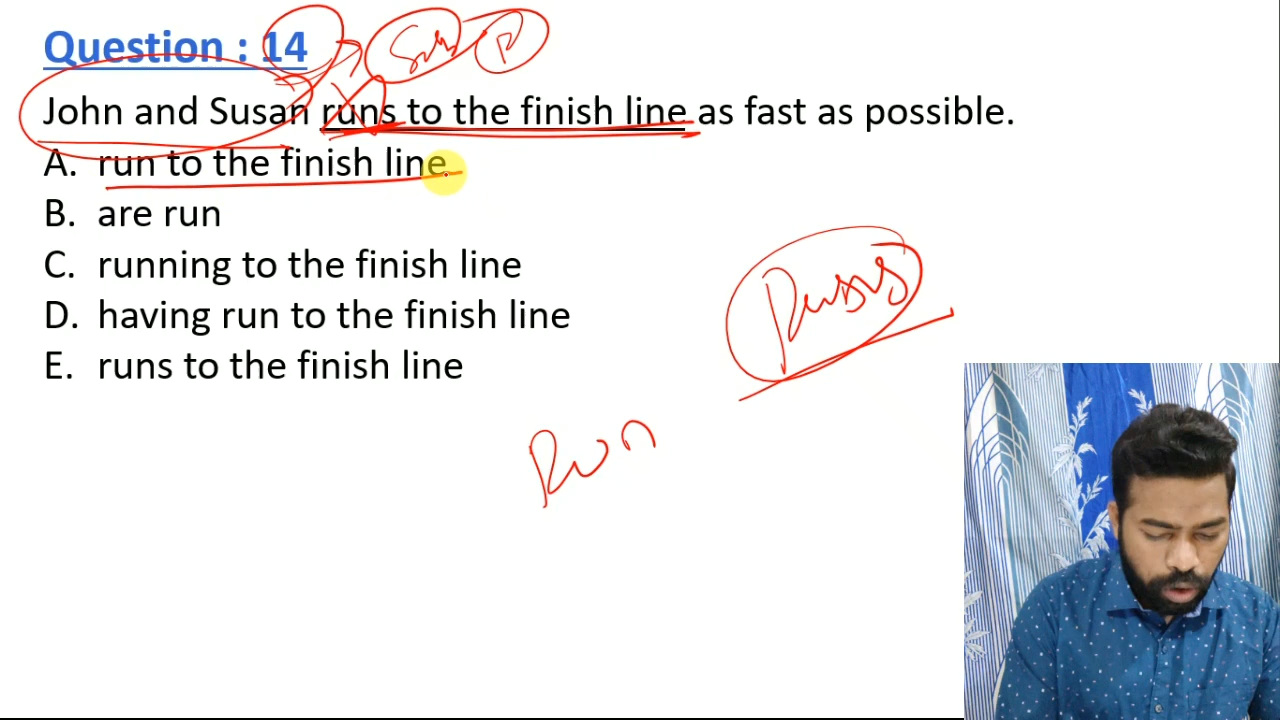 Question : 14
Sub P
John and Susan runs to the finish line as fast as possible.
A. run to the finish line.
B. are run
C. running to the finish line
D. having run to the finish line
E. runs to the finish line
Run